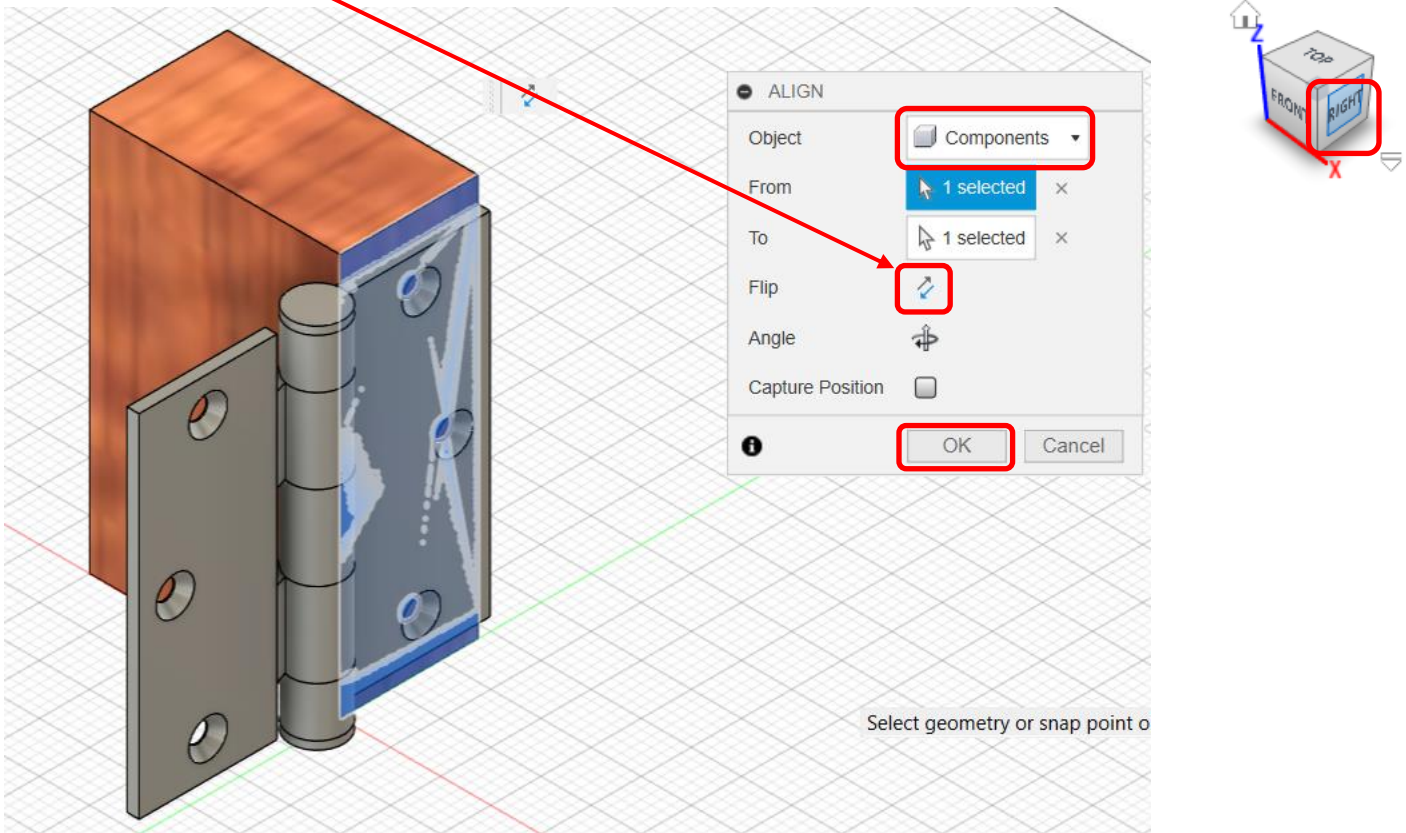 Z
TOP
FRONT
RIGHT
X
ALIGN
Object
Components
From
1 selected
To
1 selected
Flip
Angle
Capture Position
OK
Cancel
Select geometry or snap point o